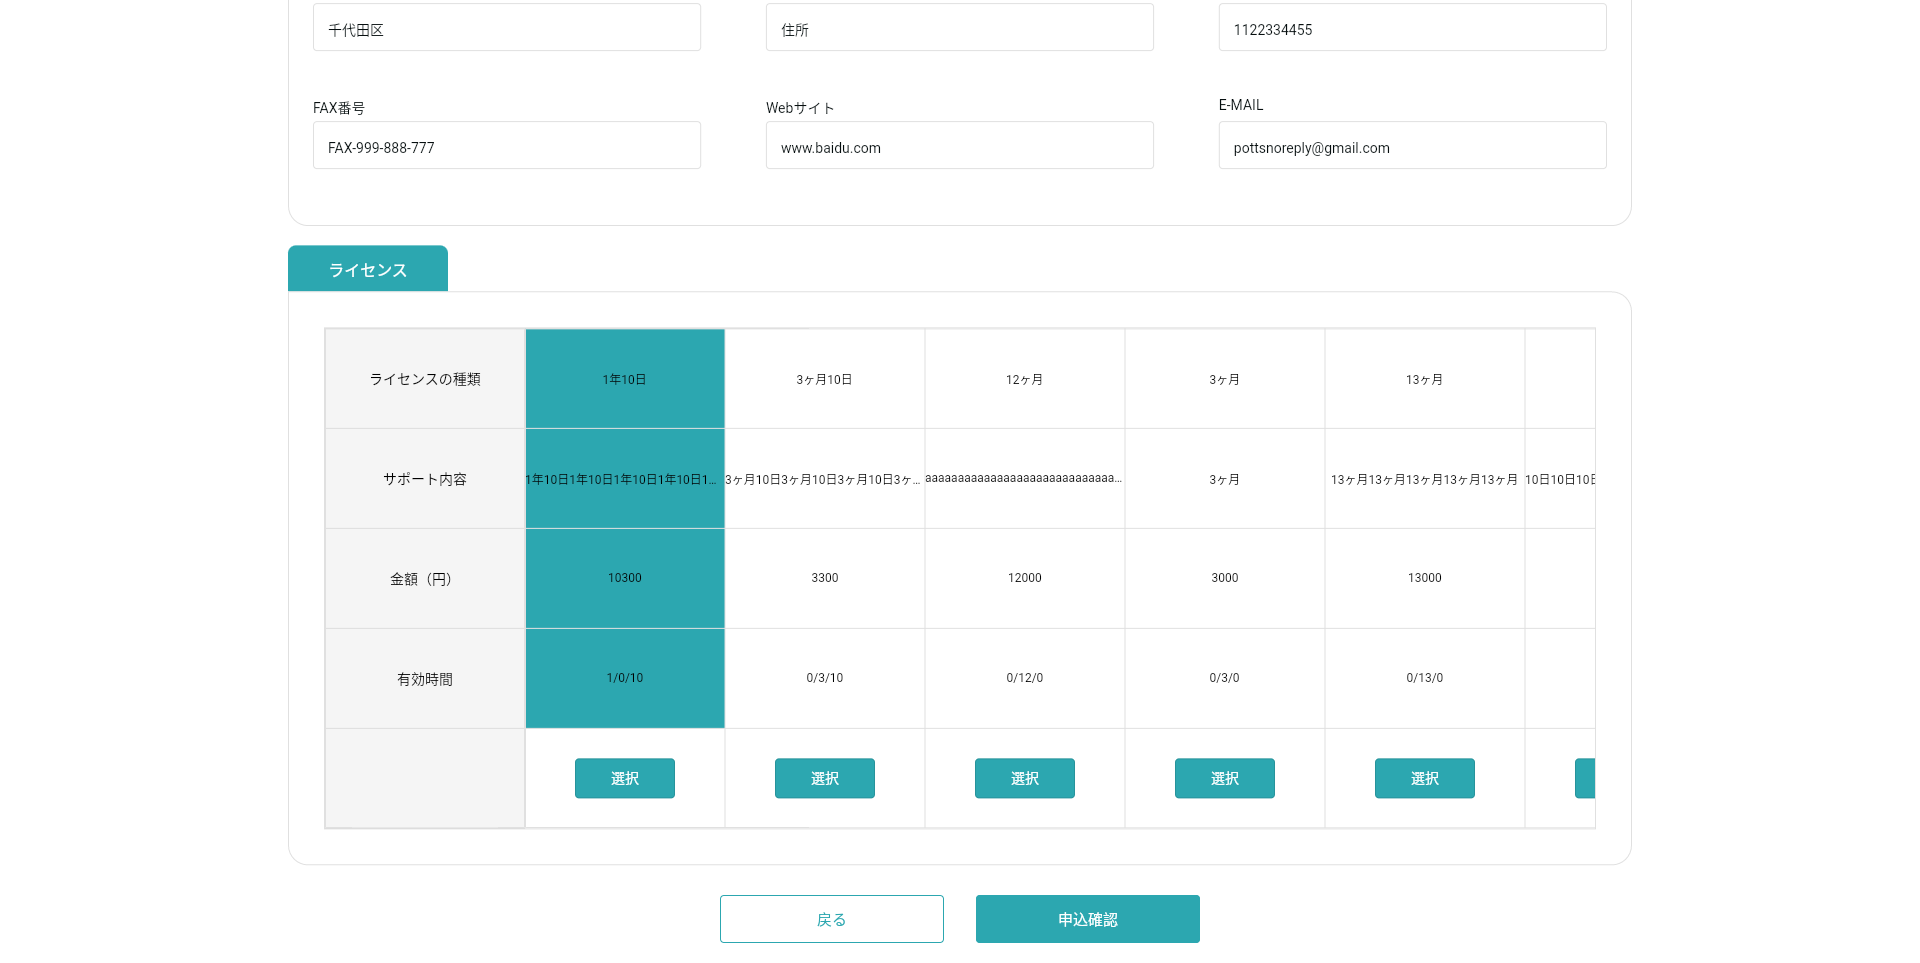 千代田区 住所 1122334455
FAX番号 Webサイト E-MAIL
FAX-999-888-777 www.baidu.com pottsnoreply@gmail.com
ライセンス
ライセンスの種類 1年10日 3ヶ月10日 12ヶ月 3ヶ月 13ヶ月
サポート内容 1年10日1年10日1年10日1年10日1... 3ヶ月10日3ヶ月10日3ヶ月10日3ヶ... aaaaaaaaaaaaaaaaaaaaaaaaaaaaa... 3ヶ月 13ヶ月13ヶ月13ヶ月13ヶ月13ヶ月 10日10日10日
金額（円） 10300 3300 12000 3000 13000
有効時間 1/0/10 0/3/10 0/12/0 0/3/0 0/13/0
選択 選択 選択 選択 選択
戻る 申込確認